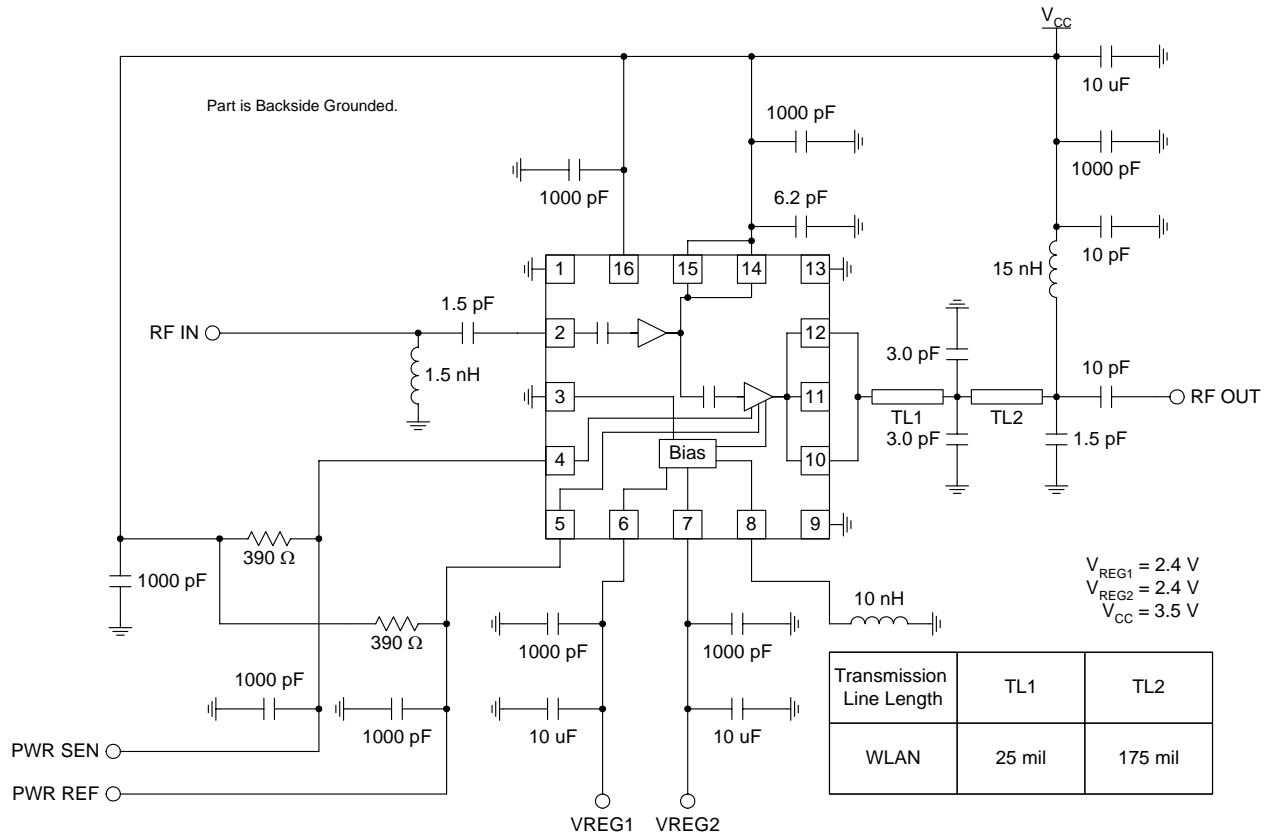 V_CC
10 uF
Part is Backside Grounded.
1000 pF
1000 pF
1000 pF
6.2 pF
10 pF
15 nH
1
16
15
14
13
RF IN
1.5 pF
2
12
1.5 nH
3.0 pF
10 pF
3
11
TL1
TL2
RF OUT
3.0 pF
1.5 pF
4
Bias
10
5
6
7
8
9
390 Ω
1000 pF
390 Ω
10 nH
V_REG1 = 2.4 V
V_REG2 = 2.4 V
V_CC = 3.5 V
1000 pF
1000 pF
1000 pF
1000 pF
10 uF
10 uF
PWR SEN
PWR REF
VREG1
VREG2
Transmission
Line Length
TL1
TL2
WLAN
25 mil
175 mil